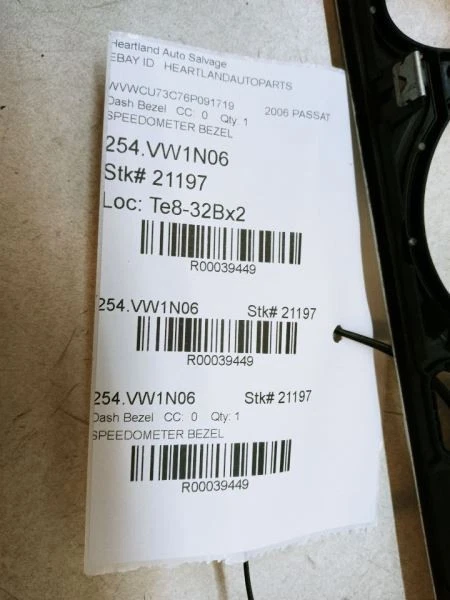 Heartland Auto Salvage
EBAY ID HEARTLANDAUTOPARTS
WVWCU73C76P091719 2006 PASSAT
Dash Bezel CC: 0 Qty: 1
SPEEDOMETER BEZEL
254.VW1N06
Stk# 21197
Loc: Te8-32Bx2
R00039449
254.VW1N06 Stk# 21197
R00039449
254.VW1N06 Stk# 21197
Dash Bezel CC: 0 Qty: 1
SPEEDOMETER BEZEL
R00039449